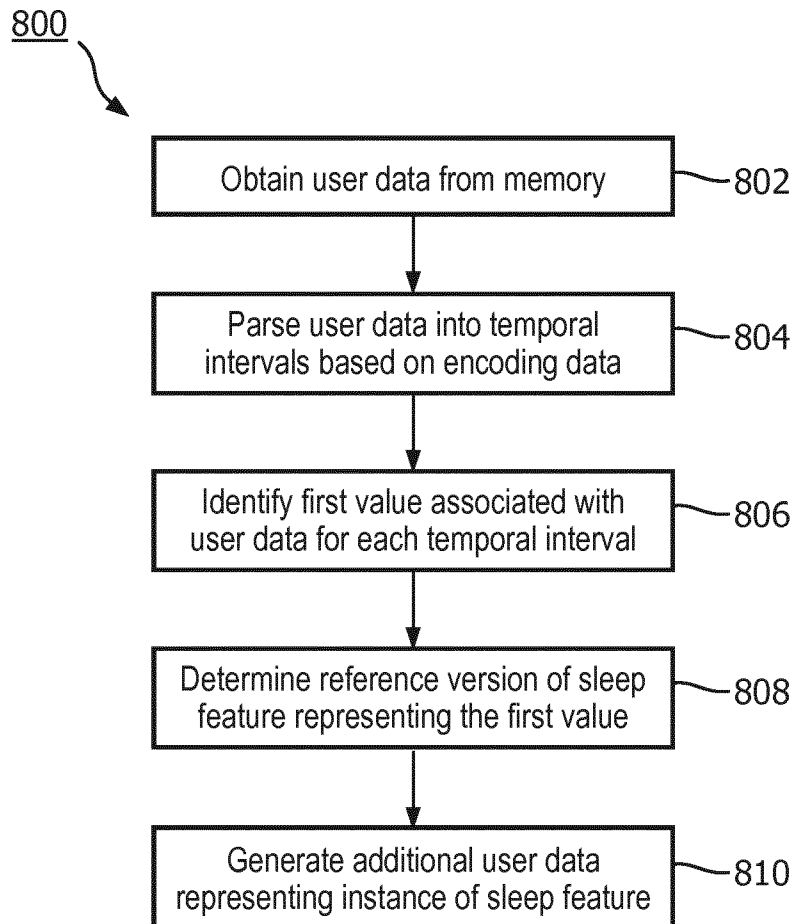 800
Obtain user data from memory
802
Parse user data into temporal
intervals based on encoding data
804
Identify first value associated with
user data for each temporal interval
806
Determine reference version of sleep
feature representing the first value
808
Generate additional user data
representing instance of sleep feature
810